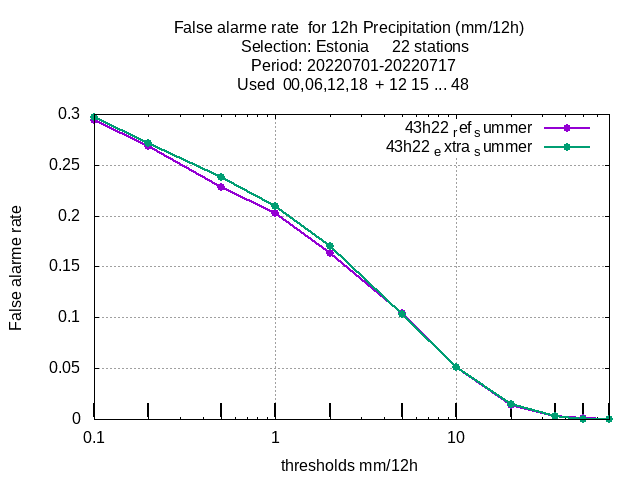 False alarme rate  for 12h Precipitation (mm/12h)
Selection: Estonia     22 stations
Period: 20220701-20220717
Used  00,06,12,18  + 12 15 ... 48
43h22 ref summer
43h22 extra summer
False alarme rate
0.3
0.25
0.2
0.15
0.1
0.05
0
0.1 1 10
thresholds mm/12h